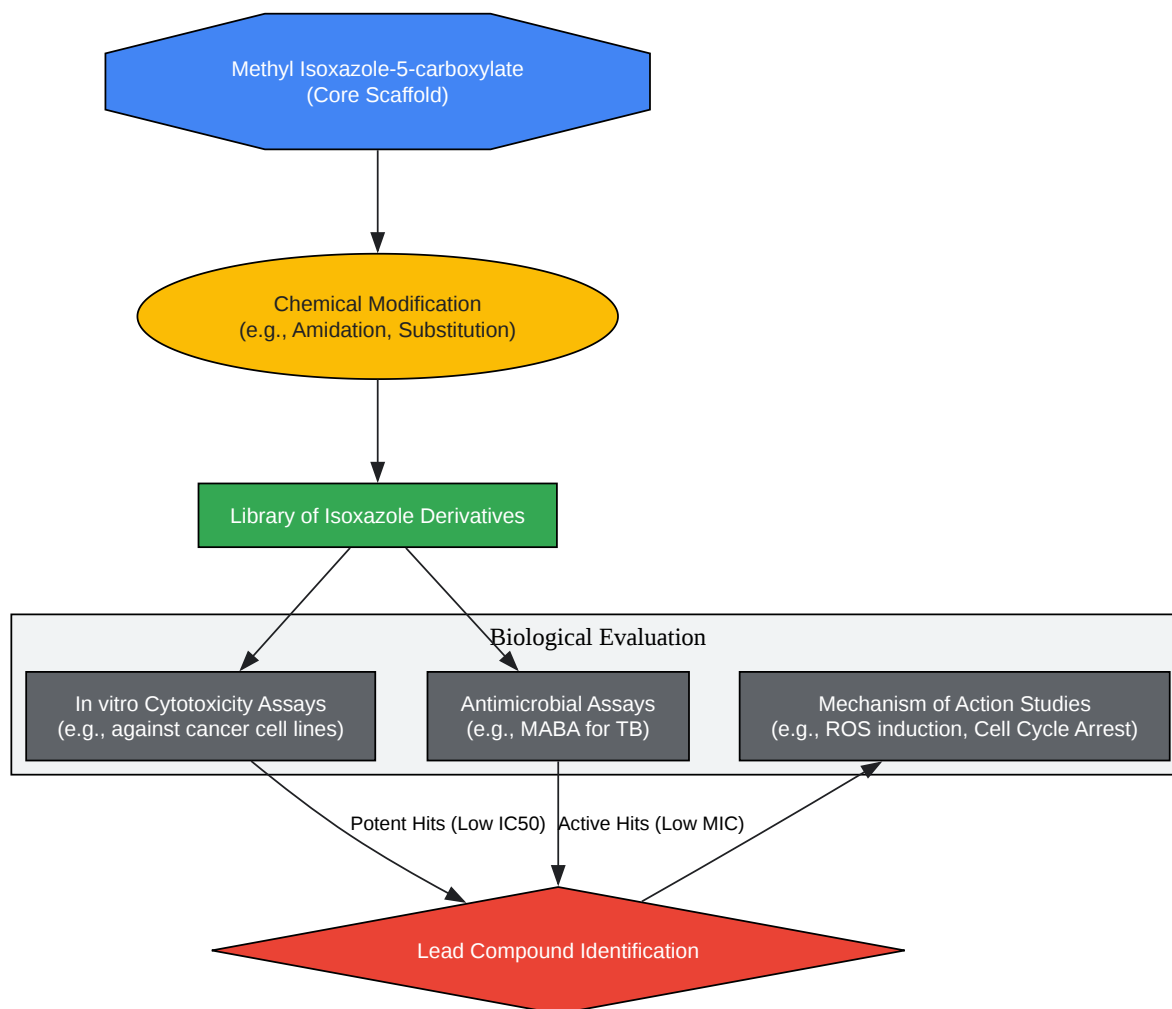 Methyl Isoxazole-5-carboxylate
(Core Scaffold)
Chemical Modification
(e.g., Amidation, Substitution)
Library of Isoxazole Derivatives
Biological Evaluation
In vitro Cytotoxicity Assays
(e.g., against cancer cell lines)
Antimicrobial Assays
(e.g., MABA for TB)
Mechanism of Action Studies
(e.g., ROS induction, Cell Cycle Arrest)
Potent Hits (Low IC50)
Active Hits (Low MIC)
Lead Compound Identification